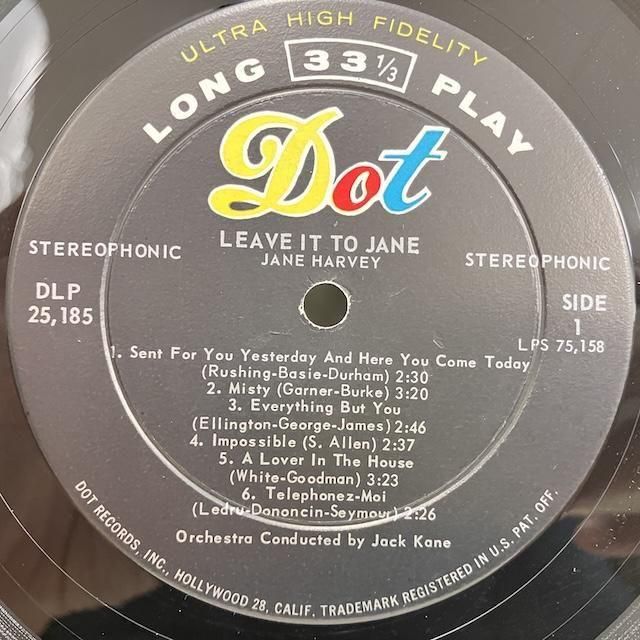 ULTRA HIGH FIDELITY
LONG 33 1/3 PLAY
Dot
LEAVE IT TO JANE
JANE HARVEY
STEREOPHONIC
STEREOPHONIC
DLP
25,185
SIDE
1
LPS 75,158
1. Sent For You Yesterday And Here You Come Today
(Rushing-Basie-Durham) 2:30
2. Misty (Garner-Burke) 3:20
3. Everything But You
(Ellington-George-James) 2:46
4. Impossible (S. Allen) 2:37
5. A Lover In The House
(White-Goodman) 3:23
6. Telephonez-Moi
(Ledru-Dononcin-Seymour) 2:26
Orchestra Conducted by Jack Kane
DOT RECORDS, INC., HOLLYWOOD 28, CALIF. TRADEMARK REGISTERED IN U.S. PAT. OFF.